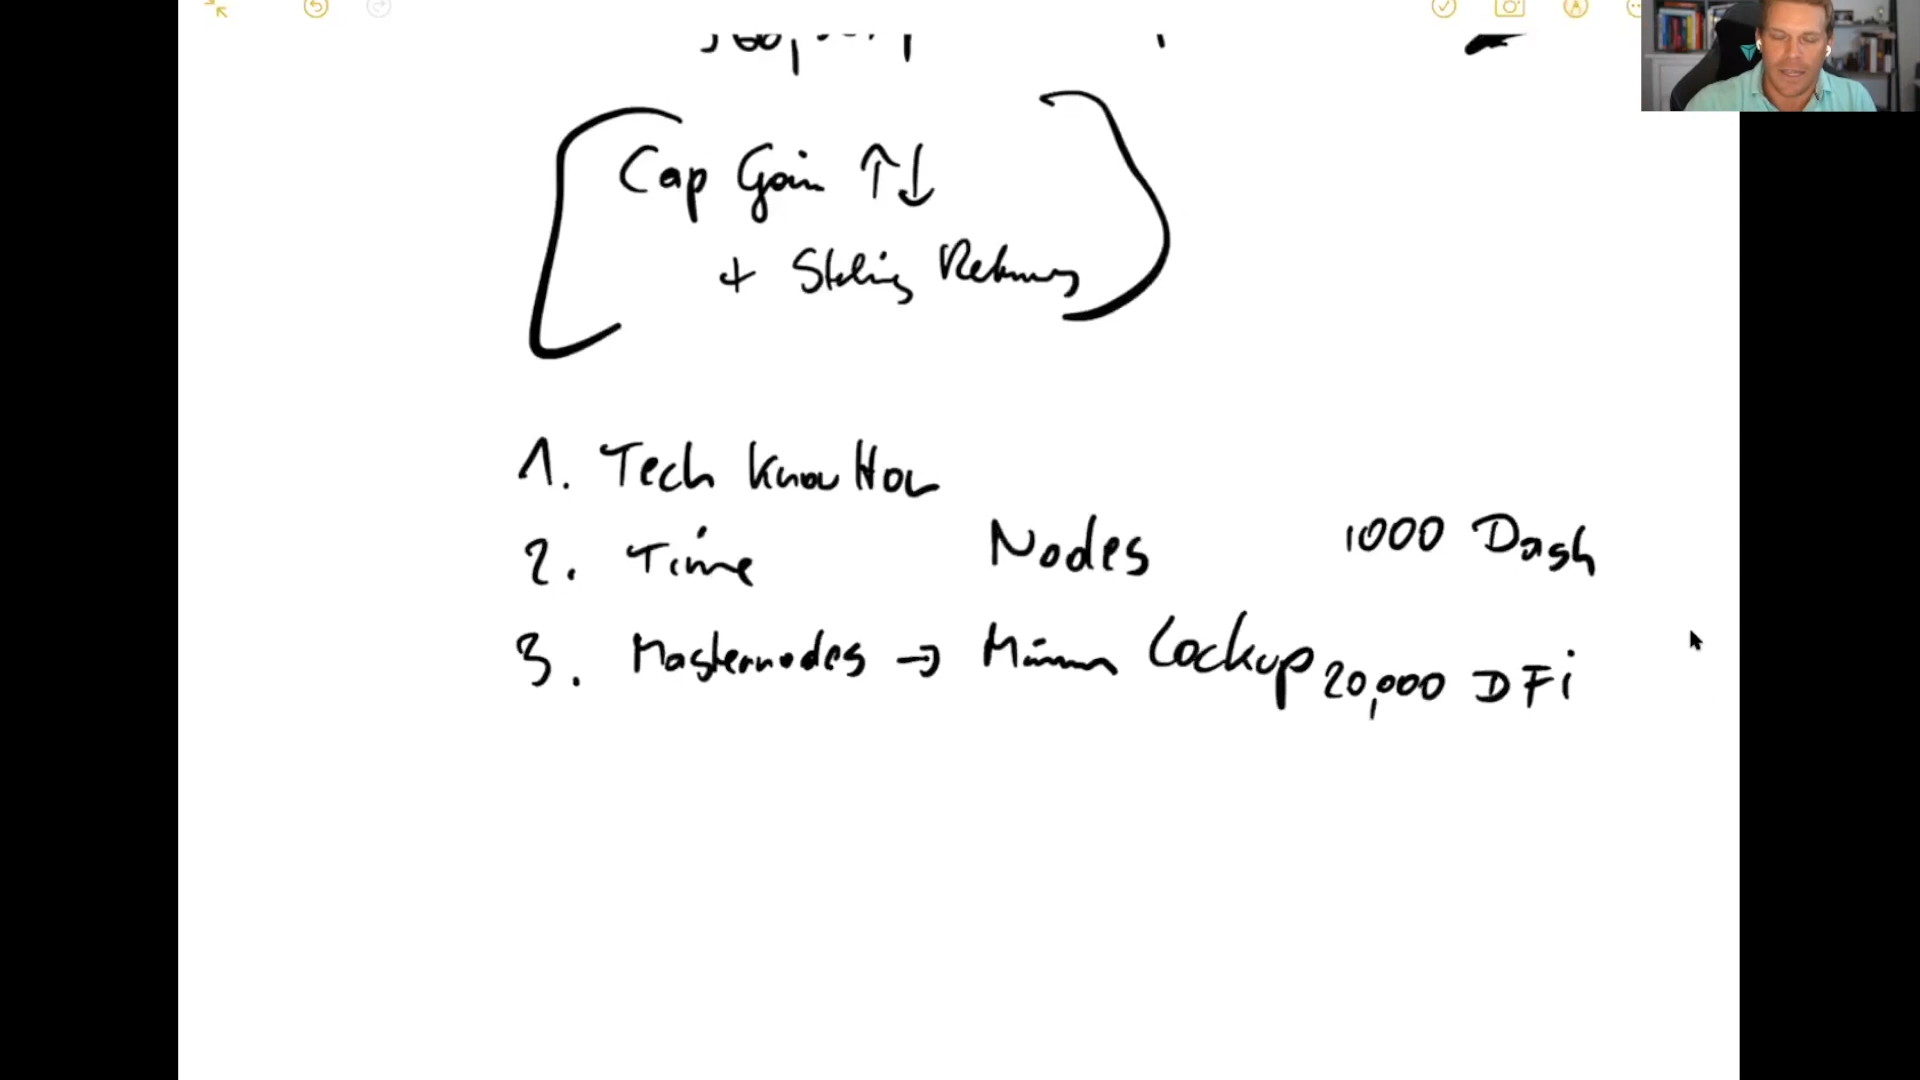 Cap Gain ↑↓
+ Staking Returns
1. Tech Know How
2. Time Nodes 1000 Dash
3. Masternodes → Minimum Lockup 20,000 DFi